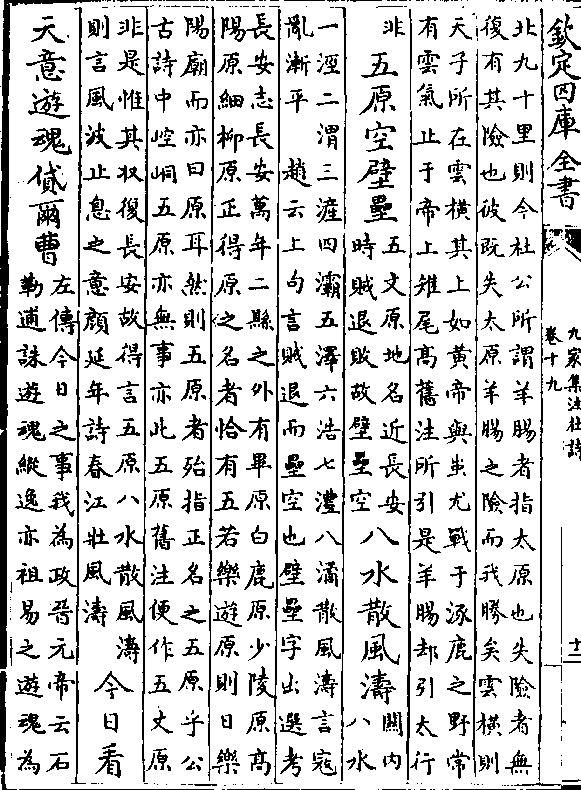 欽定四庫全書
九家集注杜詩
卷十九
十一
北九十里則今杜公所謂羊腸者指太原也失險者無
復有其險也彼既失太原羊腸之險而我勝矣雲橫則
天子所在雲橫其上如黃帝與蚩尤戰于涿鹿之野常
有雲氣止于帝上雉尾高舊注所引是羊腸却引太行
非
五原空壁壘
五丈原地名近長安
時賊退敗故壁壘空
八水散風濤
關内
八水
一涇二渭三滻四灞五澤六浩七灃八潏散風濤言寇
亂漸平 趙云上句言賊退而壘空也壁壘字出選考
長安志長安萬年二縣之外有畢原白鹿原少陵原高
陽原細柳原正得原之名者恰有五若樂遊原則曰樂
陽廟而亦曰原耳然則五原者殆指正名之五原乎公
古詩中崆峒五原亦無事亦此五原舊注便作五丈原
非是惟其収復長安故得言五原八水散風濤
則言風波止息之意顔延年詩春江壯風濤
今日看
天意遊魂貸爾曹
左傳今日之事我為政晉元帝云石
勒逋誅遊魂縱逸亦祖易之遊魂為